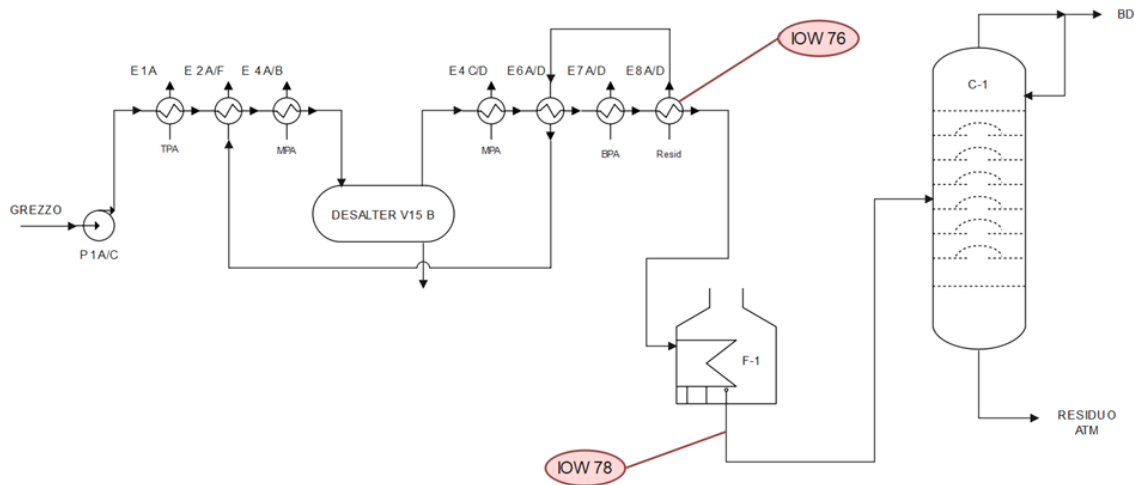 BD
IOW 76
E 1A
E 2 A/F
E 4 A/B
E4 C/D
E6 A/D
E7 A/D
E8 A/D
C-1
TPA
MPA
MPA
BPA
Resid
GREZZO
DESALTER V15 B
P 1 A/C
F-1
RESIDUO
ATM
IOW 78